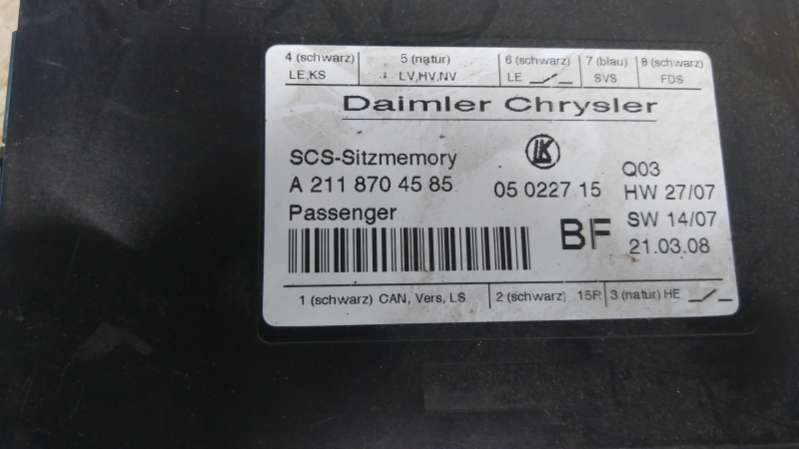 4 (schwarz) 5 (natur) 6 (schwarz) 7 (blau) 8 (schwarz)
LE,KS LV,HV,NV LE SVS FDS
Daimler Chrysler
SCS-Sitzmemory LK Q03
A 211 870 45 85 05 0227 15 HW 27/07
Passenger BF SW 14/07
21.03.08
1 (schwarz) CAN, Vers, LS 2 (schwarz) 15R 3 (natur) HE